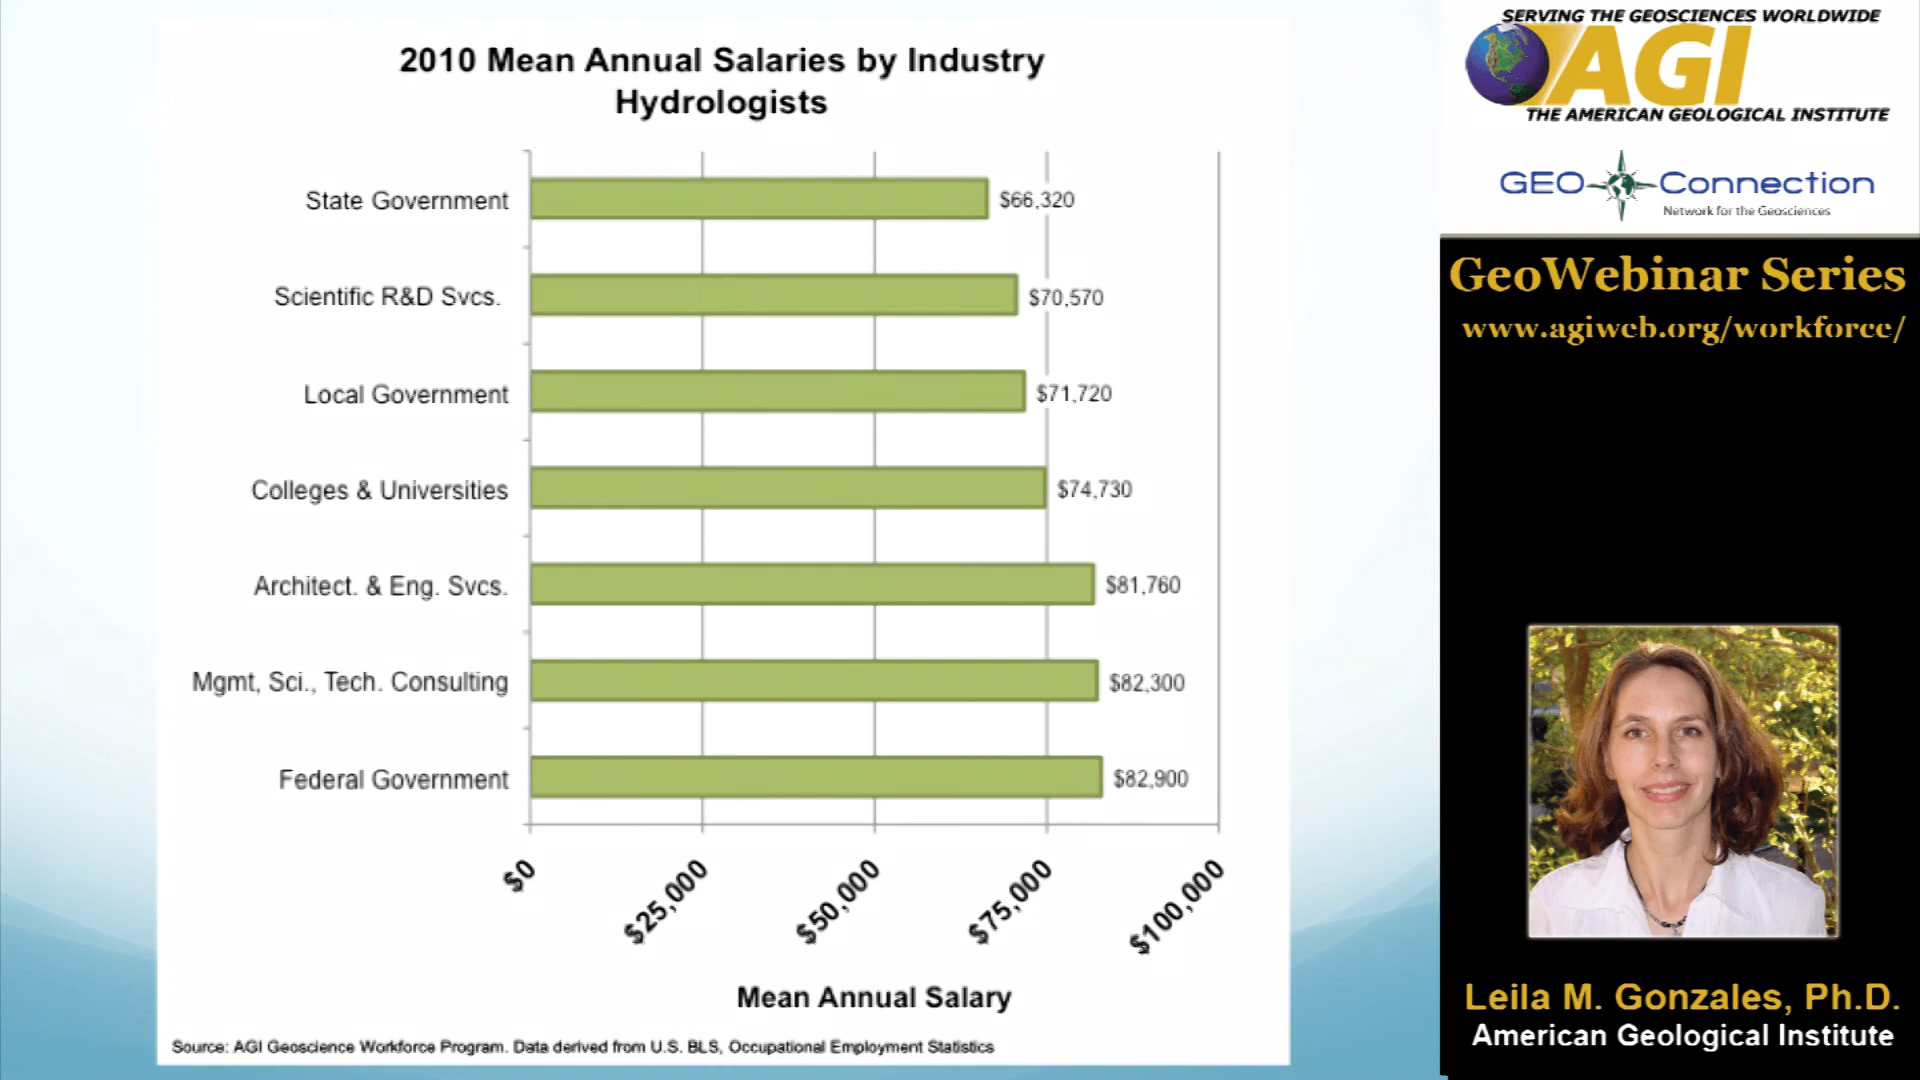 2010 Mean Annual Salaries by Industry
Hydrologists
State Government
$66,320
Scientific R&D Svcs.
$70,570
Local Government
$71,720
Colleges & Universities
$74,730
Architect. & Eng. Svcs.
$81,760
Mgmt, Sci., Tech. Consulting
$82,300
Federal Government
$82,900
$0
$25,000
$50,000
$75,000
$100,000
Mean Annual Salary
Source: AGI Geoscience Workforce Program. Data derived from U.S. BLS, Occupational Employment Statistics
SERVING THE GEOSCIENCES WORLDWIDE
AGI
THE AMERICAN GEOLOGICAL INSTITUTE
GEO Connection
Network for the Geosciences
GeoWebinar Series
www.agiweb.org/workforce/
Leila M. Gonzales, Ph.D.
American Geological Institute